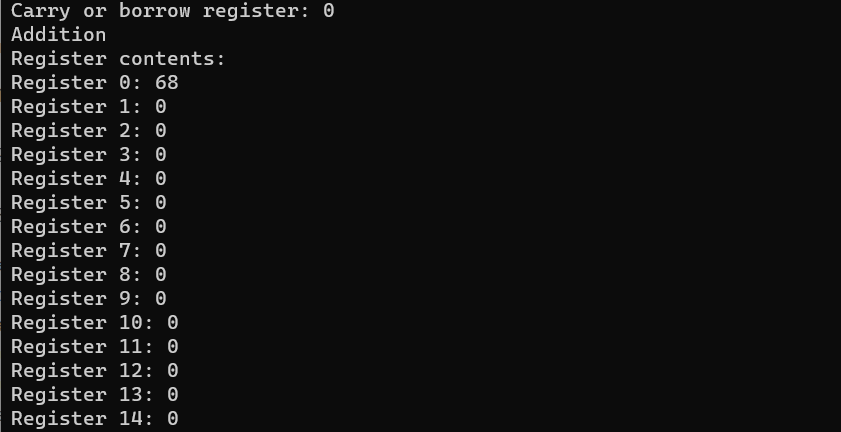 Carry or borrow register: 0
Addition
Register contents:
Register 0: 68
Register 1: 0
Register 2: 0
Register 3: 0
Register 4: 0
Register 5: 0
Register 6: 0
Register 7: 0
Register 8: 0
Register 9: 0
Register 10: 0
Register 11: 0
Register 12: 0
Register 13: 0
Register 14: 0